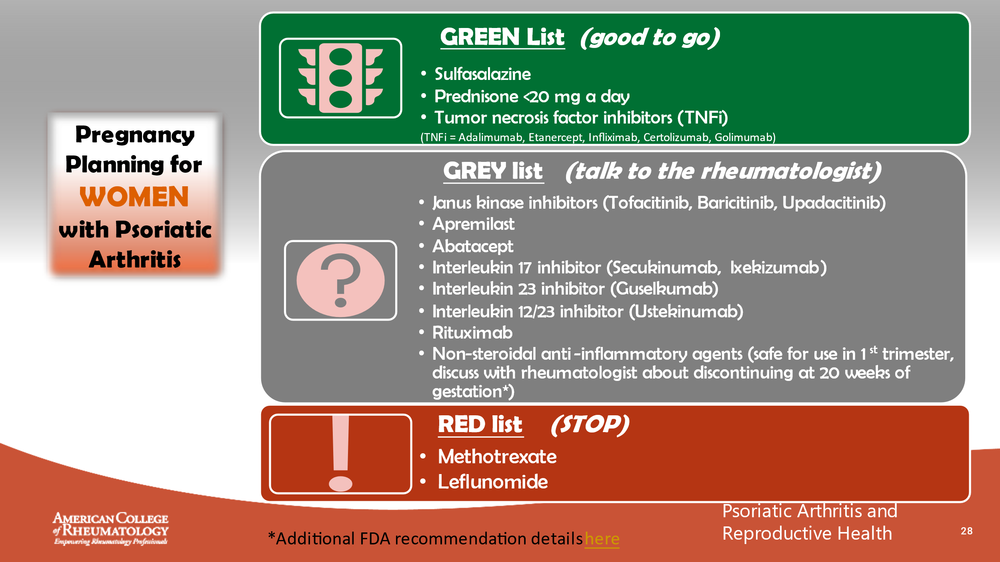 Pregnancy
Planning for
WOMEN
with Psoriatic
Arthritis
GREEN List (good to go)
• Sulfasalazine
• Prednisone <20 mg a day
• Tumor necrosis factor inhibitors (TNFi)
(TNFi = Adalimumab, Etanercept, Infliximab, Certolizumab, Golimumab)
GREY list (talk to the rheumatologist)
• Janus kinase inhibitors (Tofacitinib, Baricitinib, Upadacitinib)
• Apremilast
• Abatacept
• Interleukin 17 inhibitor (Secukinumab, Ixekizumab)
• Interleukin 23 inhibitor (Guselkumab)
• Interleukin 12/23 inhibitor (Ustekinumab)
• Rituximab
• Non-steroidal anti-inflammatory agents (safe for use in 1st trimester,
discuss with rheumatologist about discontinuing at 20 weeks of
gestation*)
RED list (STOP)
• Methotrexate
• Leflunomide
AMERICAN COLLEGE
of RHEUMATOLOGY
Empowering Rheumatology Professionals
*Additional FDA recommendation details here
Psoriatic Arthritis and
Reproductive Health
28